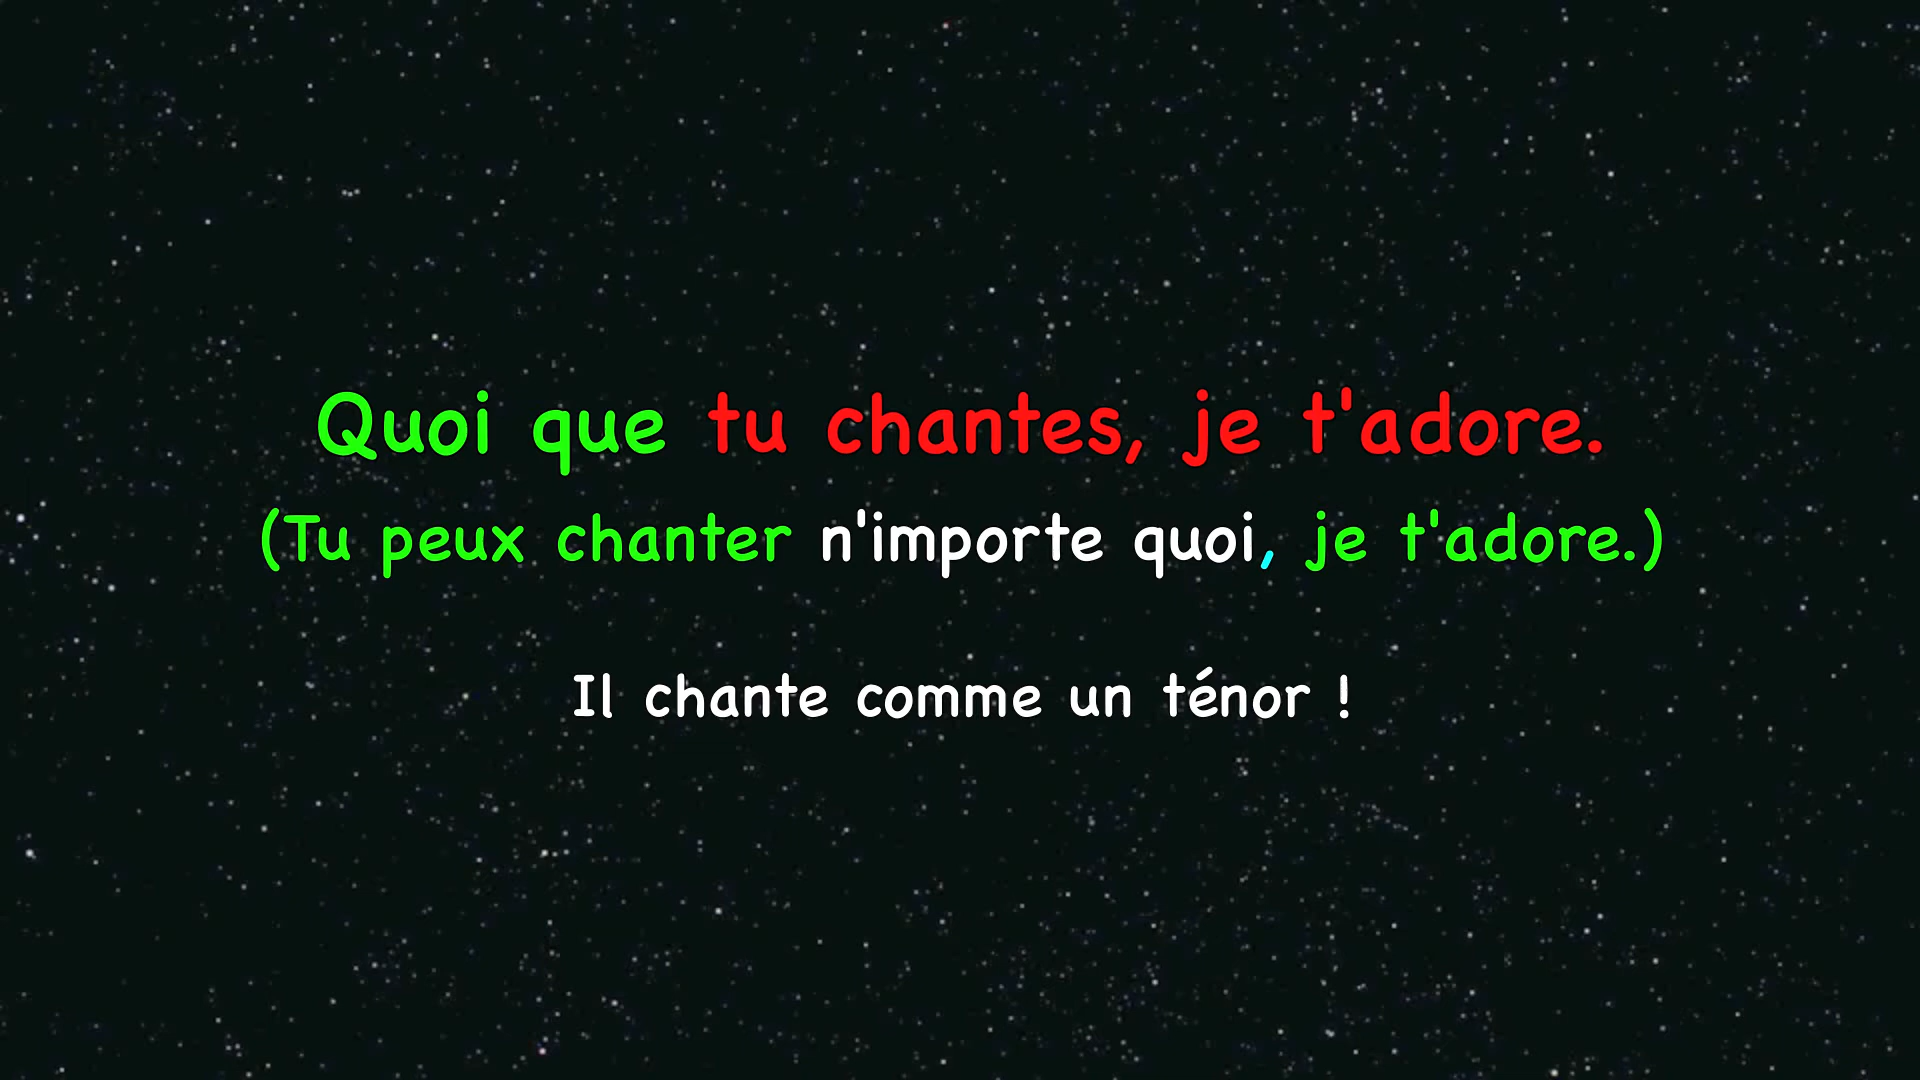 Quoi que tu chantes, je t'adore.
(Tu peux chanter n'importe quoi, je t'adore.)
Il chante comme un ténor !